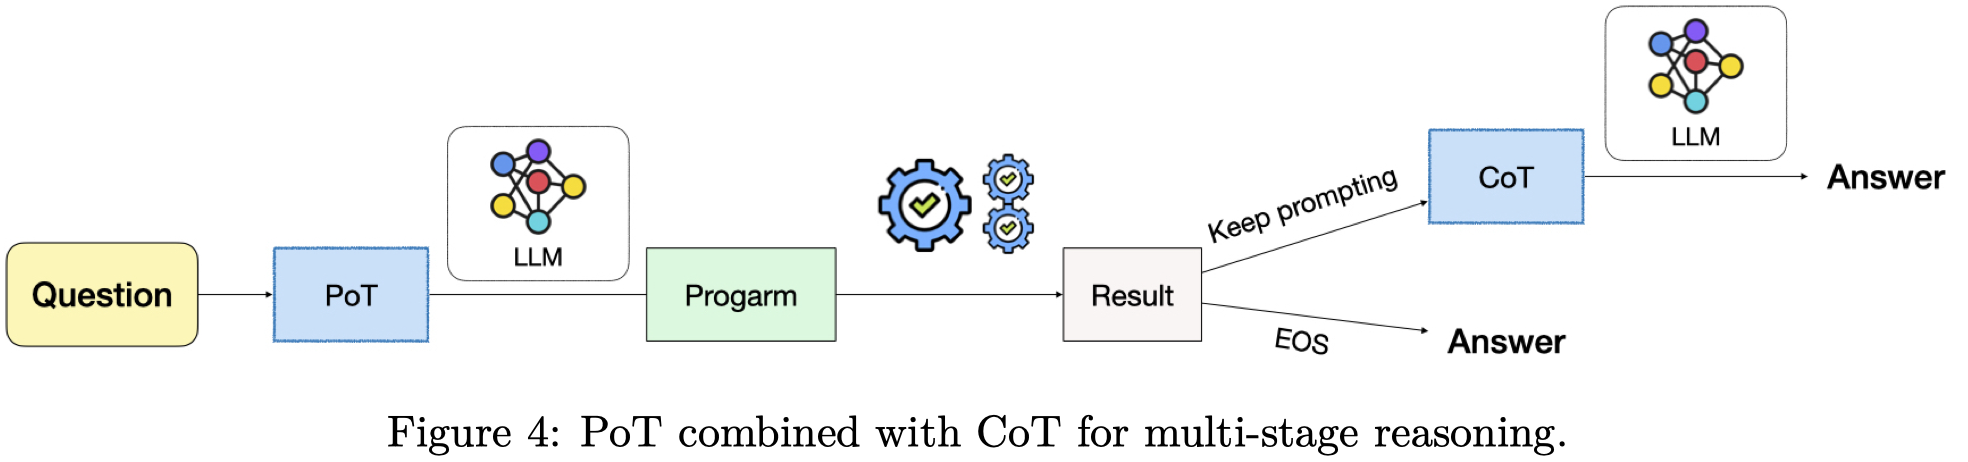 LLM
Keep prompting
CoT
Answer
LLM
Question
PoT
Progarm
Result
EOS
Answer
Figure 4: PoT combined with CoT for multi-stage reasoning.